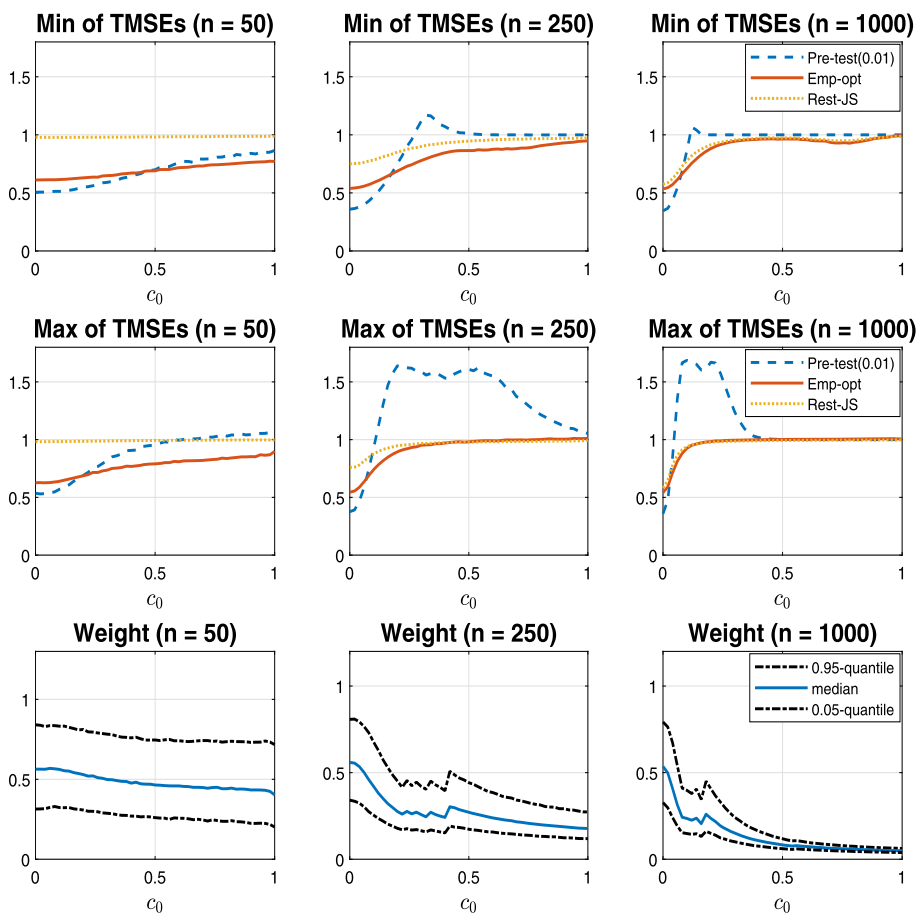 Min of TMSEs (n = 50)
Min of TMSEs (n = 250)
Min of TMSEs (n = 1000)
1.5
1
0.5
0
0
0.5
1
c0
1.5
1
0.5
0
0
0.5
1
c0
1.5
1
0.5
0
0
0.5
1
c0
Pre-test(0.01)
Emp-opt
Rest-JS
Max of TMSEs (n = 50)
Max of TMSEs (n = 250)
Max of TMSEs (n = 1000)
1.5
1
0.5
0
0
0.5
1
c0
1.5
1
0.5
0
0
0.5
1
c0
1.5
1
0.5
0
0
0.5
1
c0
Pre-test(0.01)
Emp-opt
Rest-JS
Weight (n = 50)
Weight (n = 250)
Weight (n = 1000)
1
0.5
0
0
0.5
1
c0
1
0.5
0
0
0.5
1
c0
1
0.5
0
0
0.5
1
c0
0.95-quantile
median
0.05-quantile